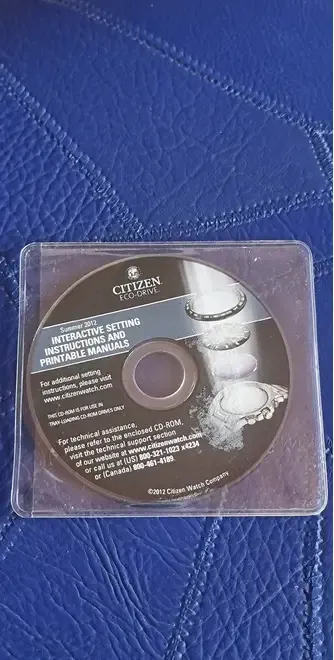 CITIZEN
ECO-DRIVE
Summer 2012
INTERACTIVE SETTING
INSTRUCTIONS AND
PRINTABLE MANUALS
For additional setting
instructions, please visit
www.citizenwatch.com
THIS CD-ROM IS FOR USE IN
TRAY-LOADING CD-ROM DRIVES ONLY
For technical assistance,
please refer to the enclosed CD-ROM,
visit the technical support section
of our website at www.citizenwatch.com
or call us at (US) 800-321-1023 x4234
or (Canada) 800-461-4189
©2012 Citizen Watch Company